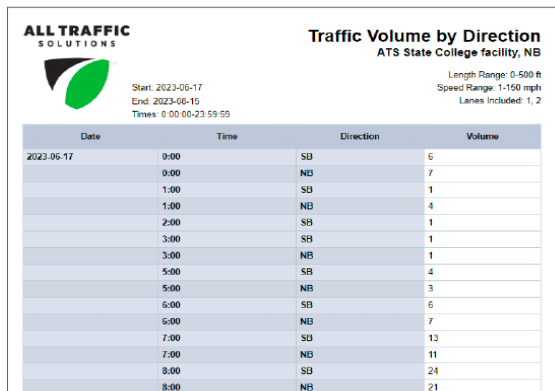 ALL TRAFFIC
SOLUTIONS
Traffic Volume by Direction
ATS State College facility, NB
Length Range: 0-500 ft
Start: 2023-06-17 Speed Range: 1-150 mph
End: 2023-08-15 Lanes Included: 1, 2
Times: 0:00:00-23:59:59
Date Time Direction Volume
2023-06-17 0:00 SB 6
0:00 NB 7
1:00 SB 1
1:00 NB 4
2:00 SB 1
3:00 SB 1
3:00 NB 1
5:00 SB 4
5:00 NB 3
6:00 SB 6
6:00 NB 7
7:00 SB 13
7:00 NB 11
8:00 SB 24
8:00 NB 21